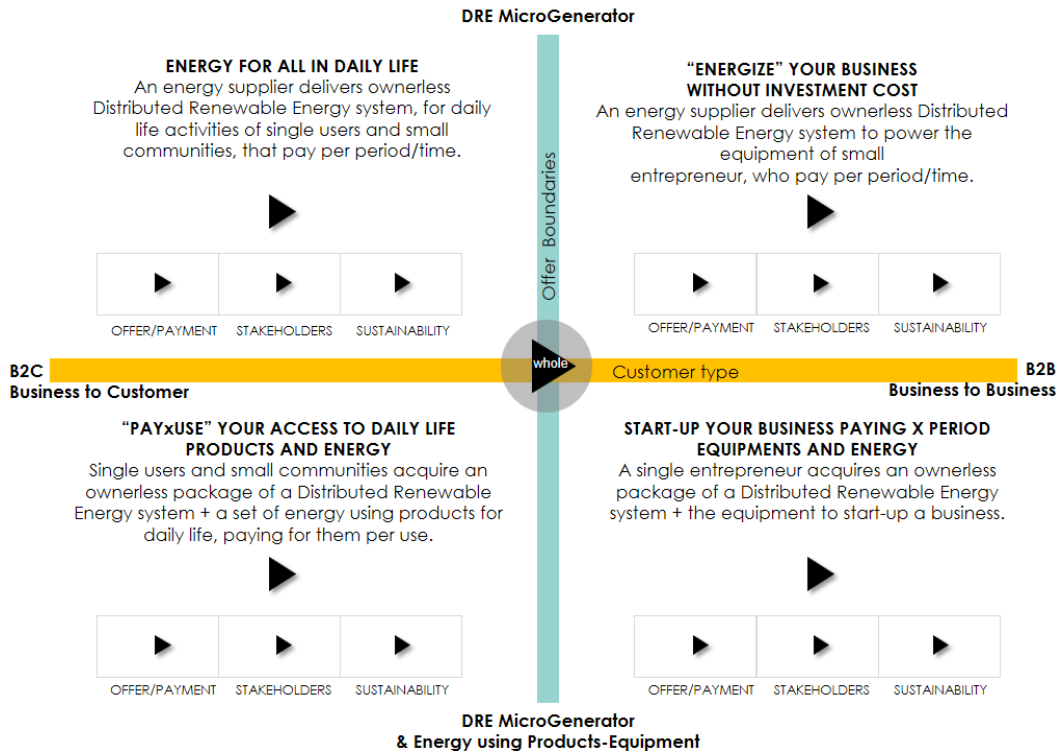 DRE MicroGenerator
ENERGY FOR ALL IN DAILY LIFE
An energy supplier delivers ownerless
Distributed Renewable Energy system, for daily
life activities of single users and small
communities, that pay per period/time.
OFFER/PAYMENT STAKEHOLDERS SUSTAINABILITY
“ENERGIZE” YOUR BUSINESS
WITHOUT INVESTMENT COST
An energy supplier delivers ownerless Distributed
Renewable Energy system to power the
equipment of small
entrepreneur, who pay per period/time.
OFFER/PAYMENT STAKEHOLDERS SUSTAINABILITY
Offer Boundaries
B2C
Business to Customer
whole
Customer type
B2B
Business to Business
“PAYxUSE” YOUR ACCESS TO DAILY LIFE
PRODUCTS AND ENERGY
Single users and small communities acquire an
ownerless package of a Distributed Renewable
Energy system + a set of energy using products for
daily life, paying for them per use.
OFFER/PAYMENT STAKEHOLDERS SUSTAINABILITY
START-UP YOUR BUSINESS PAYING X PERIOD
EQUIPMENTS AND ENERGY
A single entrepreneur acquires an ownerless
package of a Distributed Renewable Energy
system + the equipment to start-up a business.
OFFER/PAYMENT STAKEHOLDERS SUSTAINABILITY
DRE MicroGenerator
& Energy using Products-Equipment